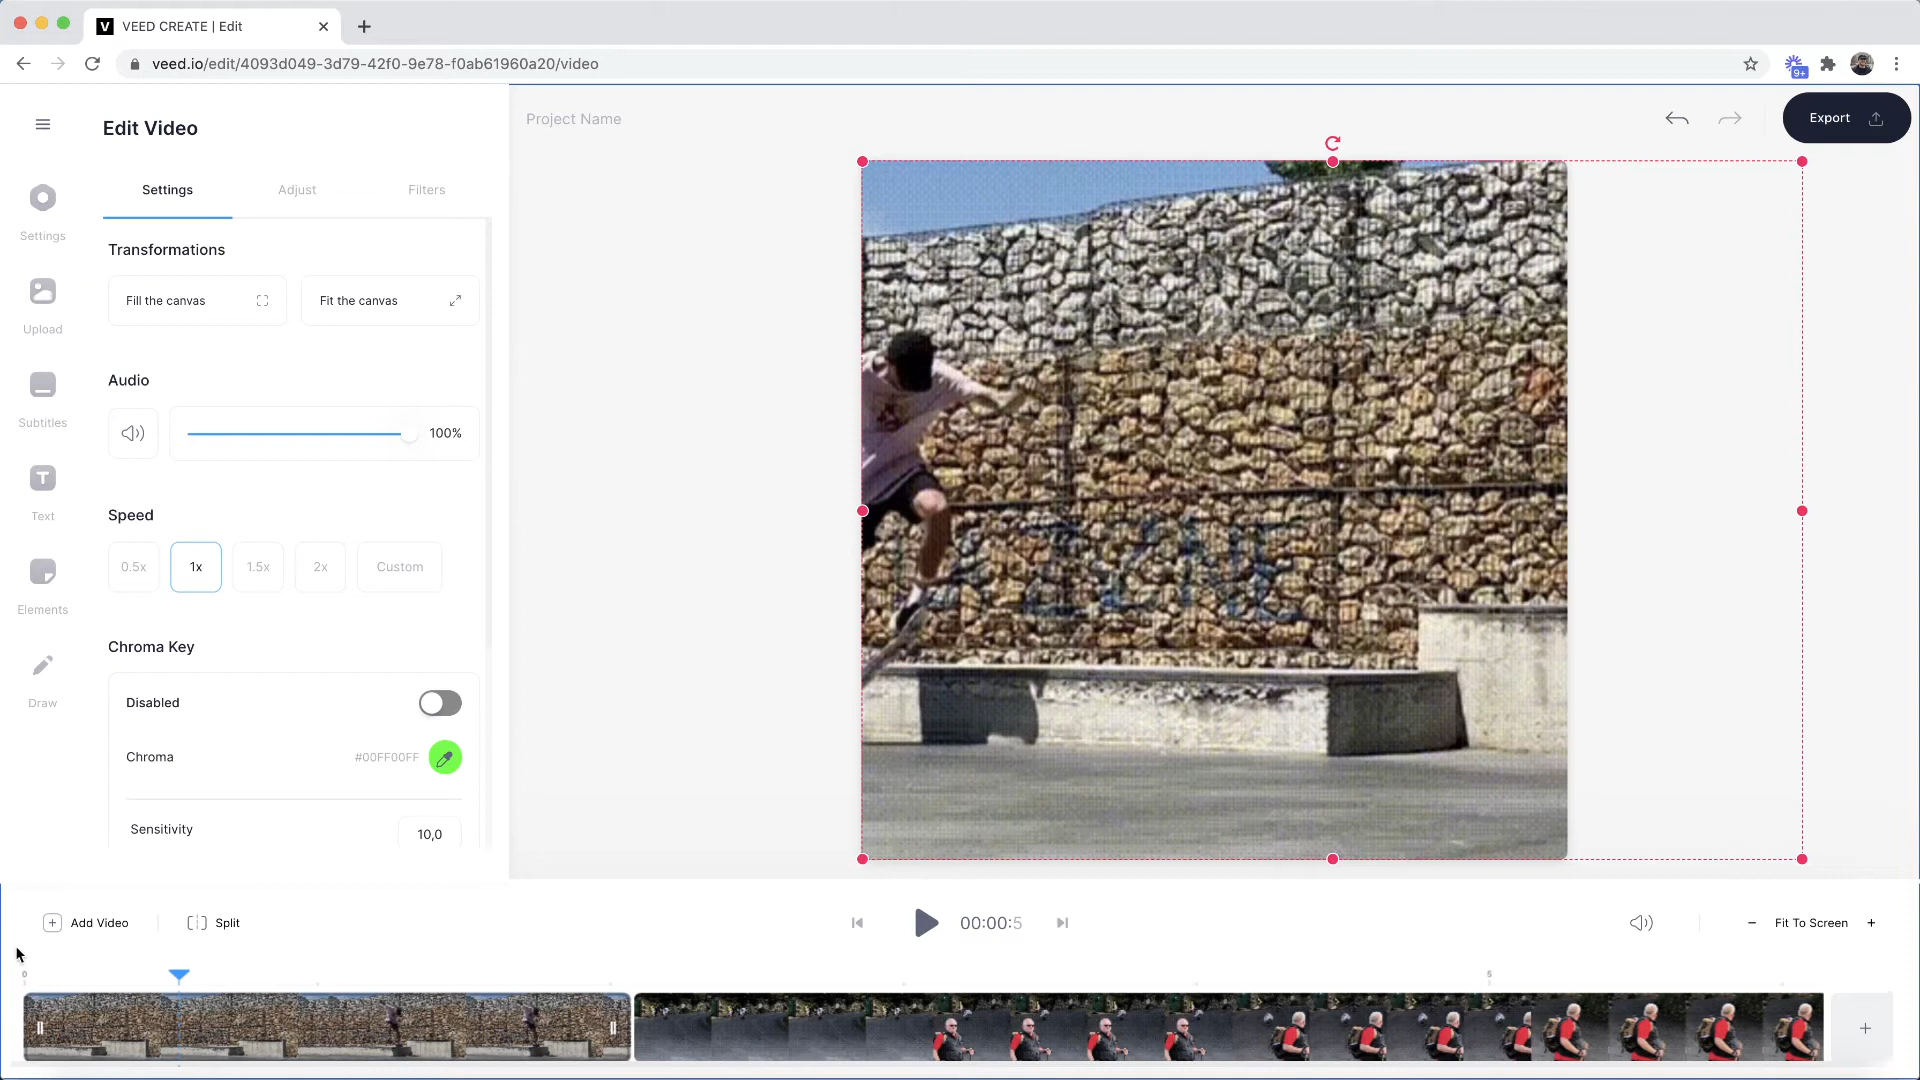 V VEED CREATE | Edit
veed.io/edit/4093d049-3d79-42f0-9e78-f0ab61960a20/video
9+
Edit Video
Project Name
Export
Settings Adjust Filters
Settings
Upload
Subtitles
T
Text
Elements
Draw
Transformations
Fill the canvas
Fit the canvas
Audio
100%
Speed
0.5x 1x 1.5x 2x Custom
Chroma Key
Disabled
Chroma #00FF00FF
Sensitivity 10,0
Add Video
Split
00:00:5
Fit To Screen
0 5